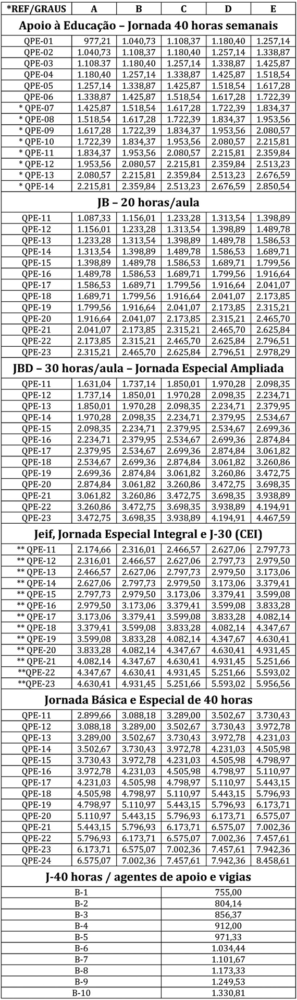 *REF/GRAUS A B C D E
Apoio à Educação – Jornada 40 horas semanais
QPE-01 977,21 1.040,73 1.108,37 1.180,40 1.257,14
QPE-02 1.040,73 1.108,37 1.180,40 1.257,14 1.338,87
QPE-03 1.108.37 1.180,40 1.257,14 1.338,87 1.425,87
QPE-04 1.180,40 1.257,14 1.338,87 1.425,87 1.518,54
QPE-05 1.257,14 1.338,87 1.425,87 1.518,54 1.617,28
QPE-06 1.338,87 1.425,87 1.518,54 1.617,28 1.722,39
* QPE-07 1.425,87 1.518,54 1.617,28 1.722,39 1.834,37
* QPE-08 1.518,54 1.617,28 1.722,39 1.834,37 1.953,56
* QPE-09 1.617,28 1.722,39 1.834,37 1.953,56 2.080,57
* QPE-10 1.722,39 1.834,37 1.953,56 2.080,57 2.215,81
* QPE-11 1.834,37 1.953,56 2.080,57 2.215,81 2.359,84
* QPE-12 1.953,56 2.080,57 2.215,81 2.359,84 2.513,23
* QPE-13 2.080,57 2.215,81 2.359,84 2.513,23 2.676,59
* QPE-14 2.215,81 2.359,84 2.513,23 2.676,59 2.850,54
JB – 20 horas/aula
QPE-11 1.087,33 1.156,01 1.233,28 1.313,54 1.398,89
QPE-12 1.156,01 1.233,28 1.313,54 1.398,89 1.489,78
QPE-13 1.233,28 1.313,54 1.398,89 1.489,78 1.586,53
QPE-14 1.313,54 1.398,89 1.489,78 1.586,53 1.689,71
QPE-15 1.398,89 1.489,78 1.586,53 1.689,71 1.799,56
QPE-16 1.489,78 1.586,53 1.689,71 1.799,56 1.916,64
QPE-17 1.586,53 1.689,71 1.799,56 1.916,64 2.041,07
QPE-18 1.689,71 1.799,56 1.916,64 2.041,07 2.173,85
QPE-19 1.799,56 1.916,64 2.041,07 2.173,85 2.315,21
QPE-20 1.916,64 2.041,07 2.173,85 2.315,21 2.465,70
QPE-21 2.041,07 2.173,85 2.315,21 2.465,70 2.625,84
QPE-22 2.173,85 2.315,21 2.465,70 2.625,84 2.796,51
QPE-23 2.315,21 2.465,70 2.625,84 2.796,51 2.978,29
JBD – 30 horas/aula – Jornada Especial Ampliada
QPE-11 1.631,04 1.737,14 1.850,01 1.970,28 2.098,35
QPE-12 1.737,14 1.850,01 1.970,28 2.098,35 2.234,71
QPE-13 1.850,01 1.970,28 2.098,35 2.234,71 2.379,95
QPE-14 1.970,28 2.098,35 2.234,71 2.379,95 2.534,67
QPE-15 2.098,35 2.234,71 2.379,95 2.534,67 2.699,36
QPE-16 2.234,71 2.379,95 2.534,67 2.699,36 2.874,84
QPE-17 2.379,95 2.534,67 2.699,36 2.874,84 3.061,82
QPE-18 2.534,67 2.699,36 2.874,84 3.061,82 3.260,86
QPE-19 2.699,36 2.874,84 3.061,82 3.260,86 3.472,75
QPE-20 2.874,84 3.061,82 3.260,86 3.472,75 3.698,35
QPE-21 3.061,82 3.260,86 3.472,75 3.698,35 3.938,89
QPE-22 3.260,86 3.472,75 3.698,35 3.938,89 4.194,91
QPE-23 3.472,75 3.698,35 3.938,89 4.194,91 4.467,59
Jeif, Jornada Especial Integral e J-30 (CEI)
** QPE-11 2.174,66 2.316,01 2.466,57 2.627,06 2.797,73
** QPE-12 2.316,01 2.466,57 2.627,06 2.797,73 2.979,50
** QPE-13 2.466,57 2.627,06 2.797,73 2.979,50 3.173,06
** QPE-14 2.627,06 2.797,73 2.979,50 3.173,06 3.379,41
** QPE-15 2.797,73 2.979,50 3.173,06 3.379,41 3.599,08
** QPE-16 2.979,50 3.173,06 3.379,41 3.599,08 3.833,28
** QPE-17 3.173,06 3.379,41 3.599,08 3.833,28 4.082,14
** QPE-18 3.379,41 3.599,08 3.833,28 4.082,14 4.347,67
** QPE-19 3.599,08 3.833,28 4.082,14 4.347,67 4.630,41
** QPE-20 3.833,28 4.082,14 4.347,67 4.630,41 4.931,45
** QPE-21 4.082,14 4.347,67 4.630,41 4.931,45 5.251,66
**QPE-22 4.347,67 4.630,41 4.931,45 5.251,66 5.593,02
**QPE-23 4.630,41 4.931,45 5.251,66 5.593,02 5.956,56
Jornada Básica e Especial de 40 horas
QPE-11 2.899,66 3.088,18 3.289,00 3.502,67 3.730,43
QPE-12 3.088,18 3.289,00 3.502,67 3.730,43 3.972,78
QPE-13 3.289,00 3.502,67 3.730,43 3.972,78 4.231,03
QPE-14 3.502,67 3.730,43 3.972,78 4.231,03 4.505,98
QPE-15 3.730,43 3.972,78 4.231,03 4.505,98 4.798,97
QPE-16 3.972,78 4.231,03 4.505,98 4.798,97 5.110,97
QPE-17 4.231,03 4.505,98 4.798,97 5.110,97 5.443,15
QPE-18 4.505,98 4.798,97 5.110,97 5.443,15 5.796,93
QPE-19 4.798,97 5.110,97 5.443,15 5.796,93 6.173,71
QPE-20 5.110,97 5.443,15 5.796,93 6.173,71 6.575,07
QPE-21 5.443,15 5.796,93 6.173,71 6.575,07 7.002,36
QPE-22 5.796,93 6.173,71 6.575,07 7.002,36 7.457,61
QPE-23 6.173,71 6.575,07 7.002,36 7.457,61 7.942,36
QPE-24 6.575,07 7.002,36 7.457,61 7.942,36 8.458,61
J-40 horas / agentes de apoio e vigias
B-1 755,00
B-2 804,14
B-3 856,37
B-4 912,00
B-5 971,33
B-6 1.034,44
B-7 1.101,67
B-8 1.173,33
B-9 1.249,53
B-10 1.330,81